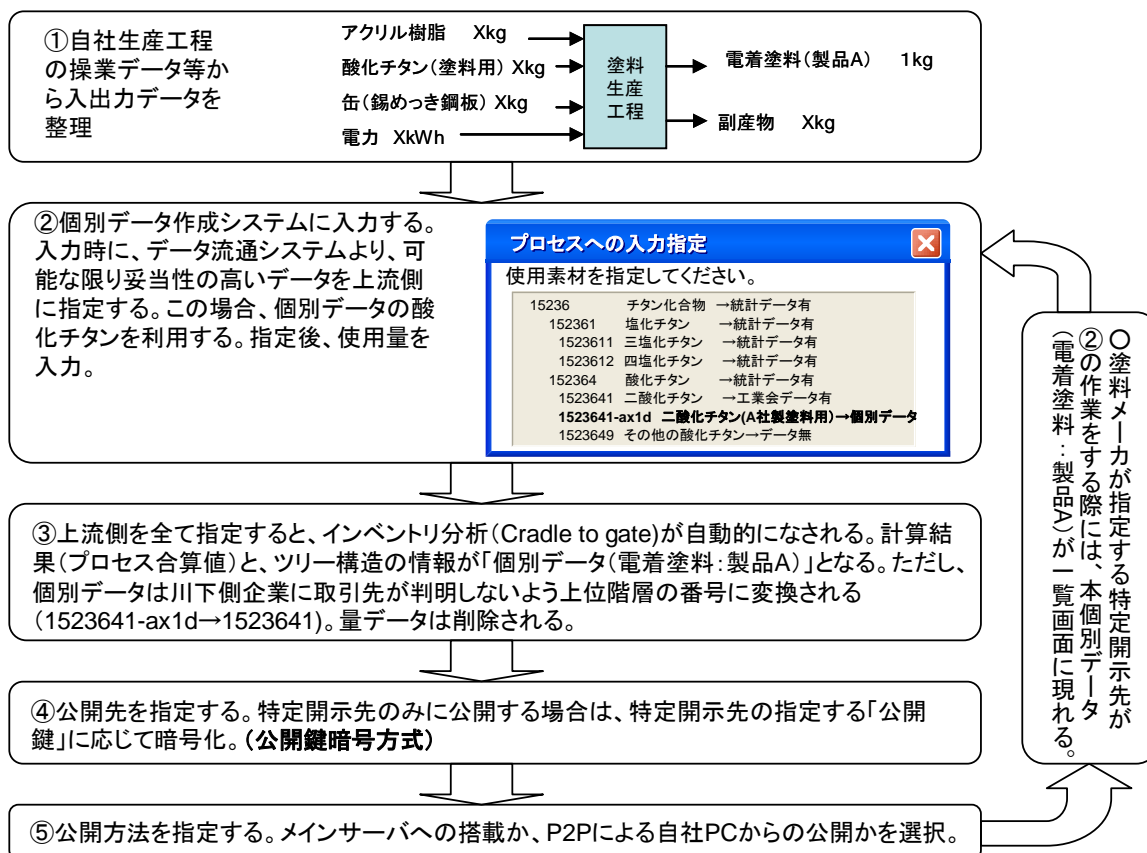 ①自社生産工程
の操業データ等か
ら入出力データを
整理
アクリル樹脂 Xkg
酸化チタン(塗料用) Xkg
缶(錫めっき鋼板) Xkg
電力 XkWh
塗料
生産
工程
電着塗料(製品A) 1kg
副産物 Xkg
②個別データ作成システムに入力する。
入力時に、データ流通システムより、可
能な限り妥当性の高いデータを上流側
に指定する。この場合、個別データの酸
化チタンを利用する。指定後、使用量を
入力。
プロセスへの入力指定
使用素材を指定してください。
15236 チタン化合物 →統計データ有
152361 塩化チタン →統計データ有
1523611 三塩化チタン →統計データ有
1523612 四塩化チタン →統計データ有
152364 酸化チタン →統計データ有
1523641 二酸化チタン →工業会データ有
1523641-ax1d 二酸化チタン(A社製塗料用)→個別データ
1523649 その他の酸化チタン→データ無
③上流側を全て指定すると、インベントリ分析(Cradle to gate)が自動的になされる。計算結
果(プロセス合算値)と、ツリー構造の情報が「個別データ(電着塗料:製品A)」となる。ただし、
個別データは川下側企業に取引先が判明しないよう上位階層の番号に変換される
(1523641-ax1d→1523641)。量データは削除される。
④公開先を指定する。特定開示先のみに公開する場合は、特定開示先の指定する「公開
鍵」に応じて暗号化。(公開鍵暗号方式)
⑤公開方法を指定する。メインサーバへの搭載か、P2Pによる自社PCからの公開かを選択。
○塗料メーカが指定する特定開示先が
②の作業をする際には、本個別データ
(電着塗料:製品A)が一覧画面に現れる。